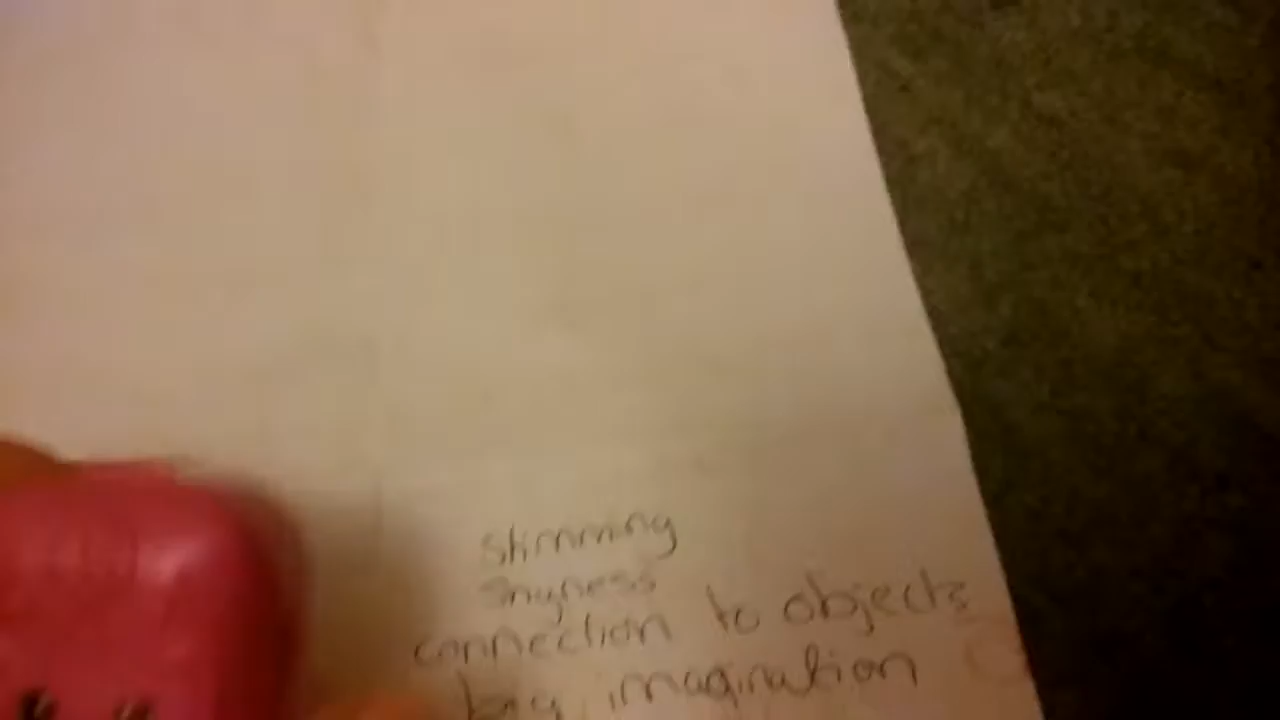 stimming
shyness
connection to objects
imagination